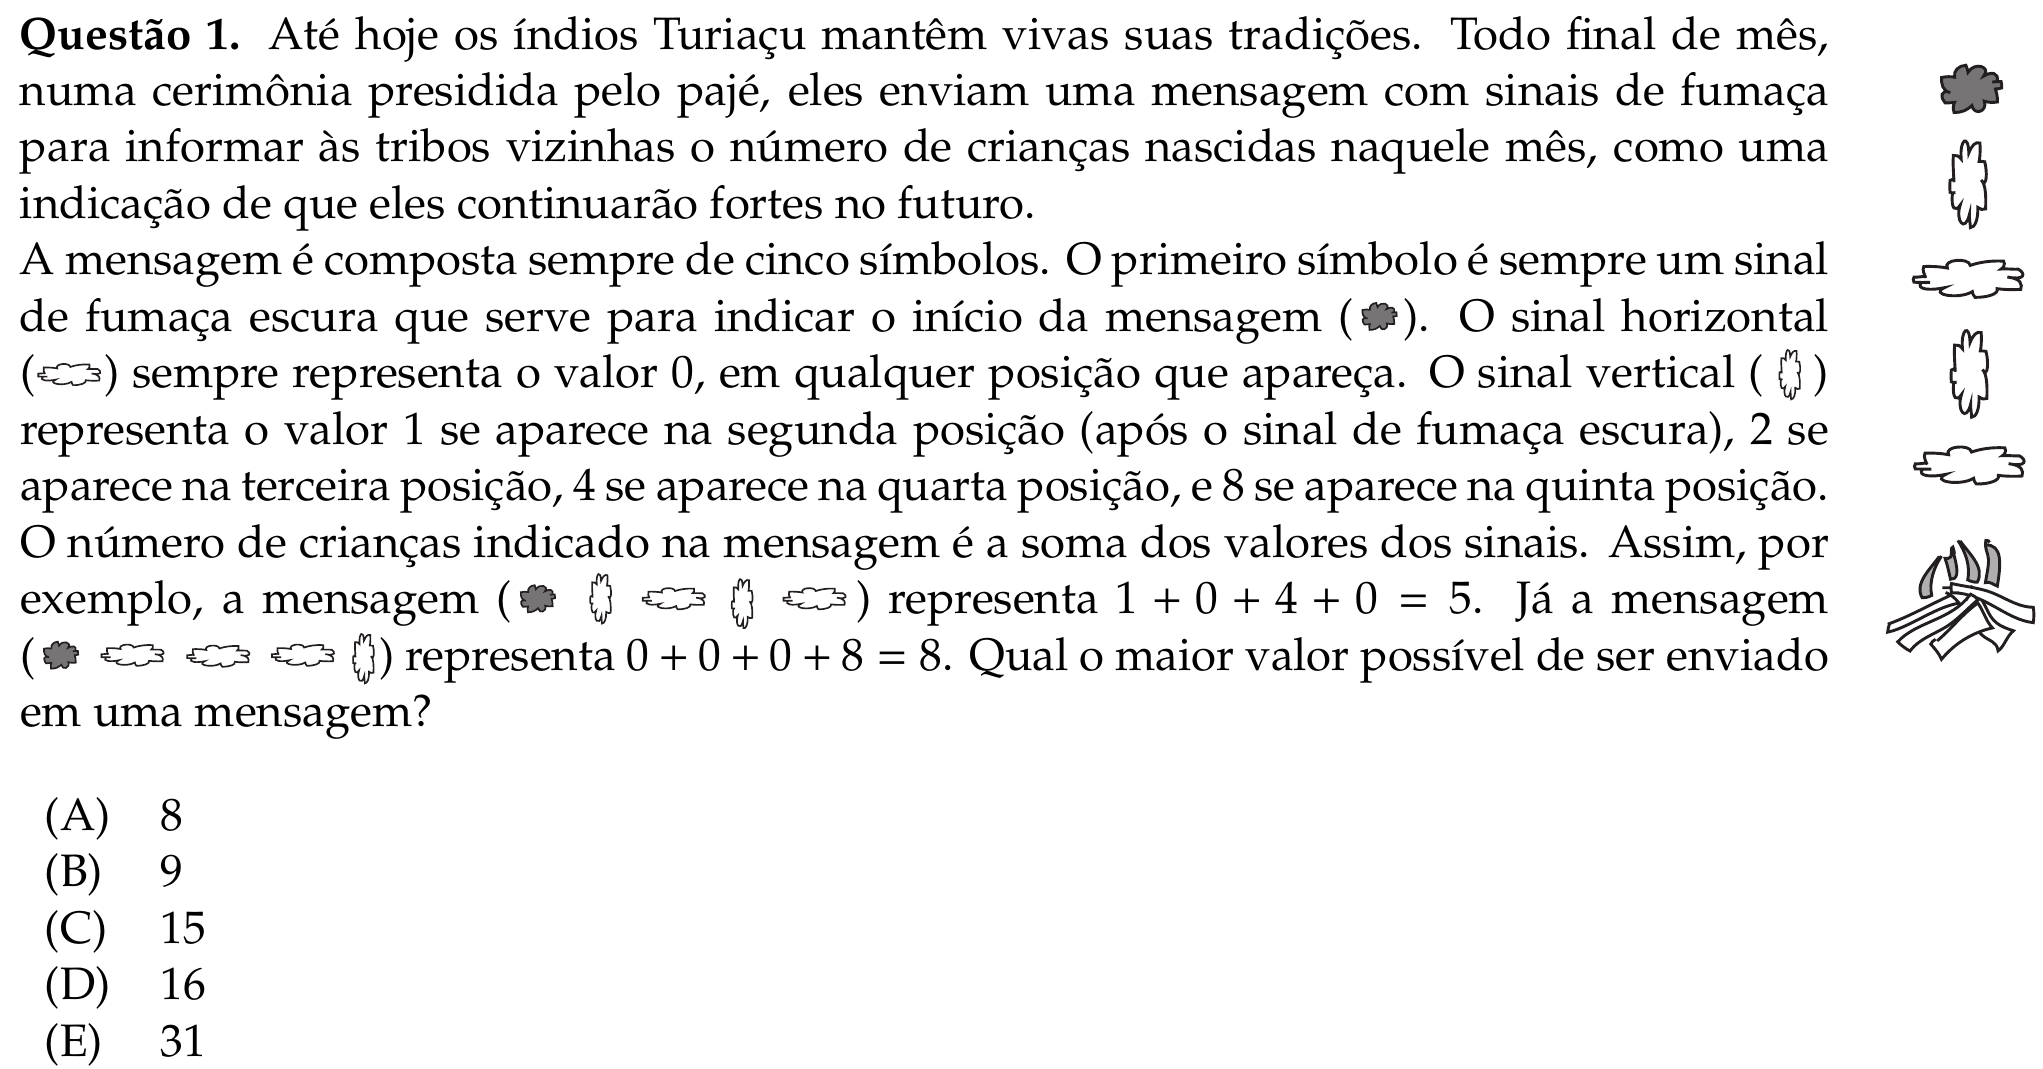 Questão 1. Até hoje os índios Turiaçu mantêm vivas suas tradições. Todo final de mês,
numa cerimônia presidida pelo pajé, eles enviam uma mensagem com sinais de fumaça
para informar às tribos vizinhas o número de crianças nascidas naquele mês, como uma
indicação de que eles continuarão fortes no futuro.
A mensagem é composta sempre de cinco símbolos. O primeiro símbolo é sempre um sinal
de fumaça escura que serve para indicar o início da mensagem ( ). O sinal horizontal
( ) sempre representa o valor 0, em qualquer posição que apareça. O sinal vertical ( )
representa o valor 1 se aparece na segunda posição (após o sinal de fumaça escura), 2 se
aparece na terceira posição, 4 se aparece na quarta posição, e 8 se aparece na quinta posição.
O número de crianças indicado na mensagem é a soma dos valores dos sinais. Assim, por
exemplo, a mensagem ( ) representa 1 + 0 + 4 + 0 = 5. Já a mensagem
( ) representa 0 + 0 + 0 + 8 = 8. Qual o maior valor possível de ser enviado
em uma mensagem?
(A) 8
(B) 9
(C) 15
(D) 16
(E) 31